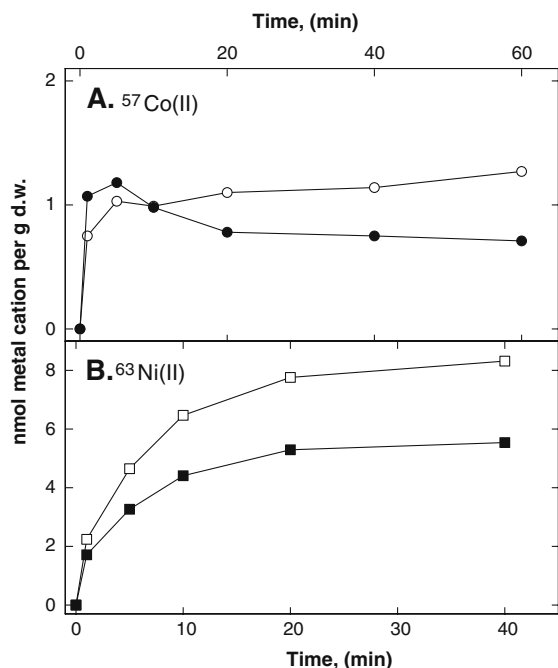 Time, (min)
0 20 40 60
2
A. 57Co(II)
1
0
nmol metal cation per g d.w.
B. 63Ni(II)
8
6
4
2
0
0 10 20 30 40
Time, (min)